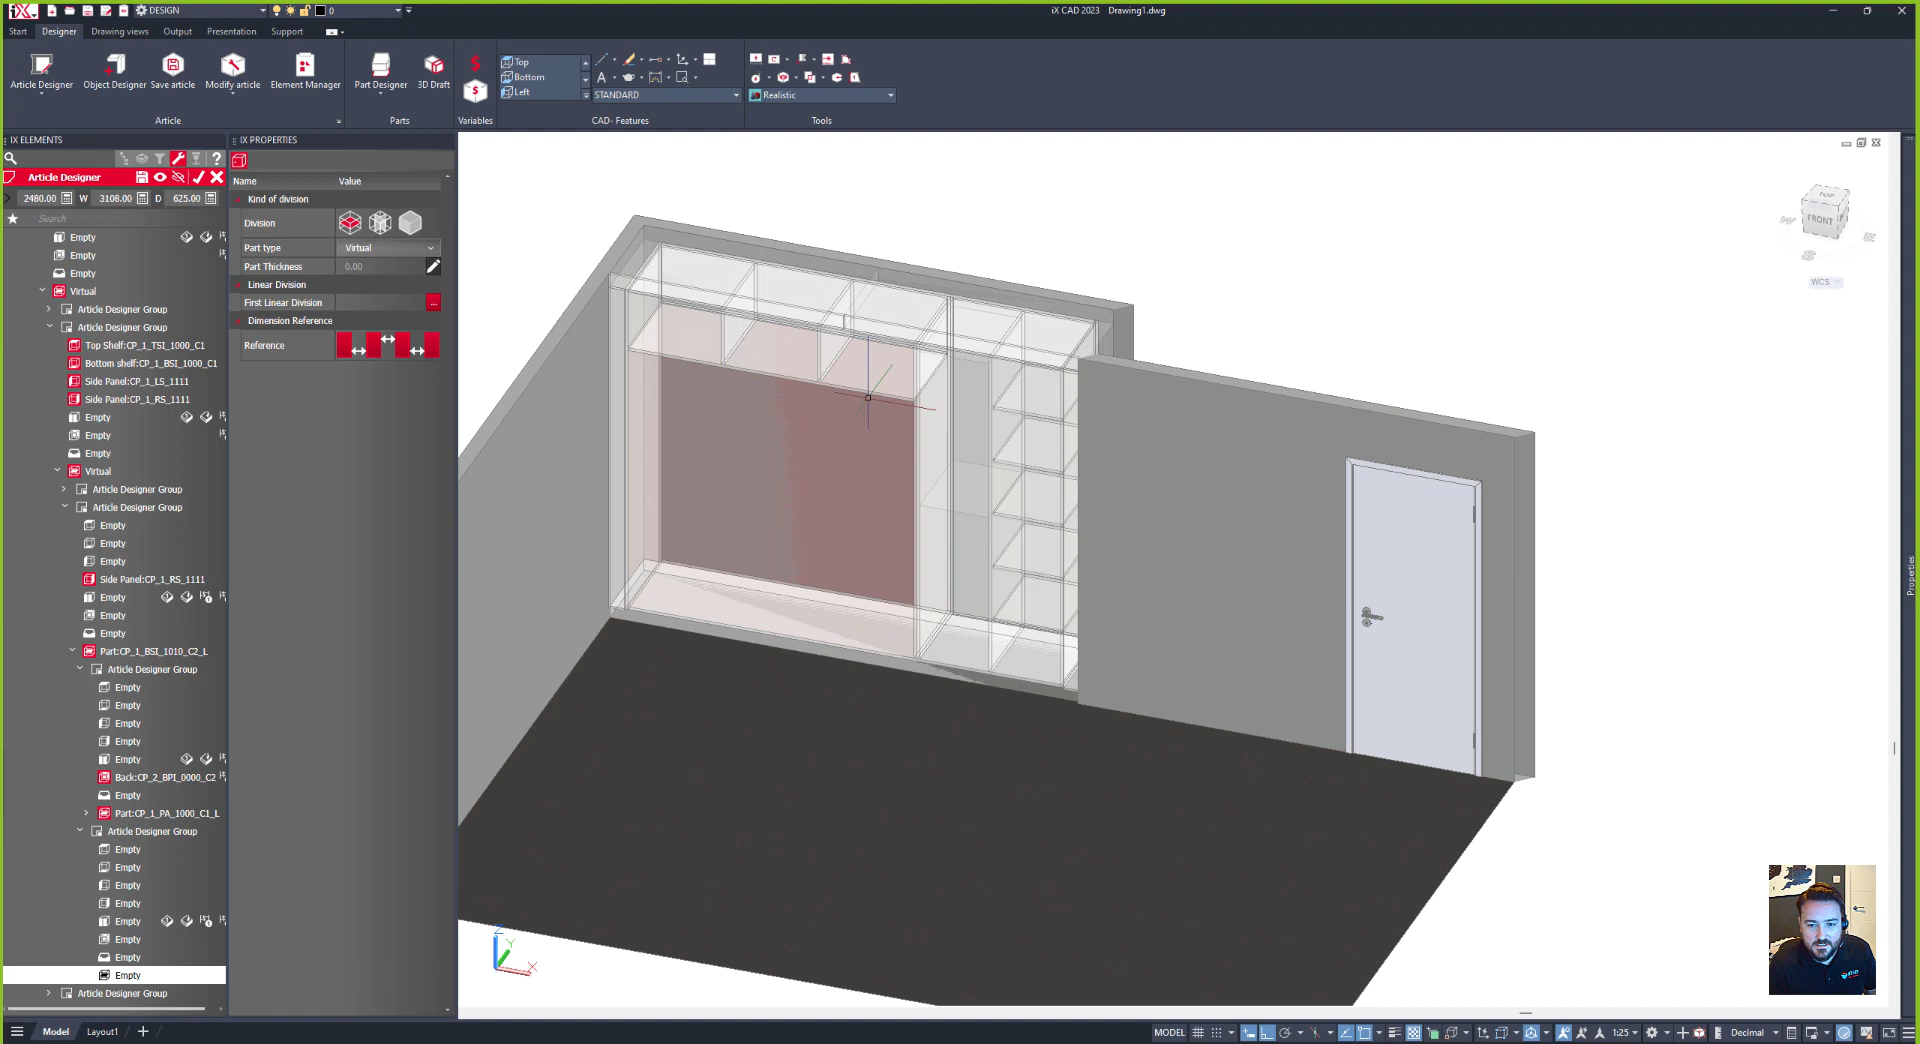 iX
DESIGN
0
iX CAD 2023 Drawing1.dwg
Start Designer Drawing views Output Presentation Support
Article Designer
Object Designer
Save article
Modify article
Element Manager
Part Designer
3D Draft
Top
Bottom
Left
STANDARD
Realistic
Article
Parts
Variables
CAD- Features
Tools
IX ELEMENTS
IX PROPERTIES
Article Designer
2480.00 W 3108.00 D 625.00
Search
Empty
Empty
Empty
Virtual
Article Designer Group
Article Designer Group
Top Shelf:CP_1_TSI_1000_C1
Bottom shelf:CP_1_BSI_1000_C1
Side Panel:CP_1_LS_1111
Side Panel:CP_1_RS_1111
Empty
Empty
Empty
Virtual
Article Designer Group
Article Designer Group
Empty
Empty
Empty
Side Panel:CP_1_RS_1111
Empty
Empty
Empty
Part:CP_1_BSI_1010_C2_L
Article Designer Group
Empty
Empty
Empty
Empty
Empty
Back:CP_2_BPI_0000_C2
Empty
Part:CP_1_PA_1000_C1_L
Article Designer Group
Empty
Empty
Empty
Empty
Empty
Empty
Empty
Empty
Article Designer Group
Name Value
Kind of division
Division
Part type Virtual
Part Thickness 0.00
Linear Division
First Linear Division ...
Dimension Reference
Reference
TOP
FRONT
W
E
S
WCS
Properties
Z
Y
X
Model Layout1
MODEL
1:25
Decimal